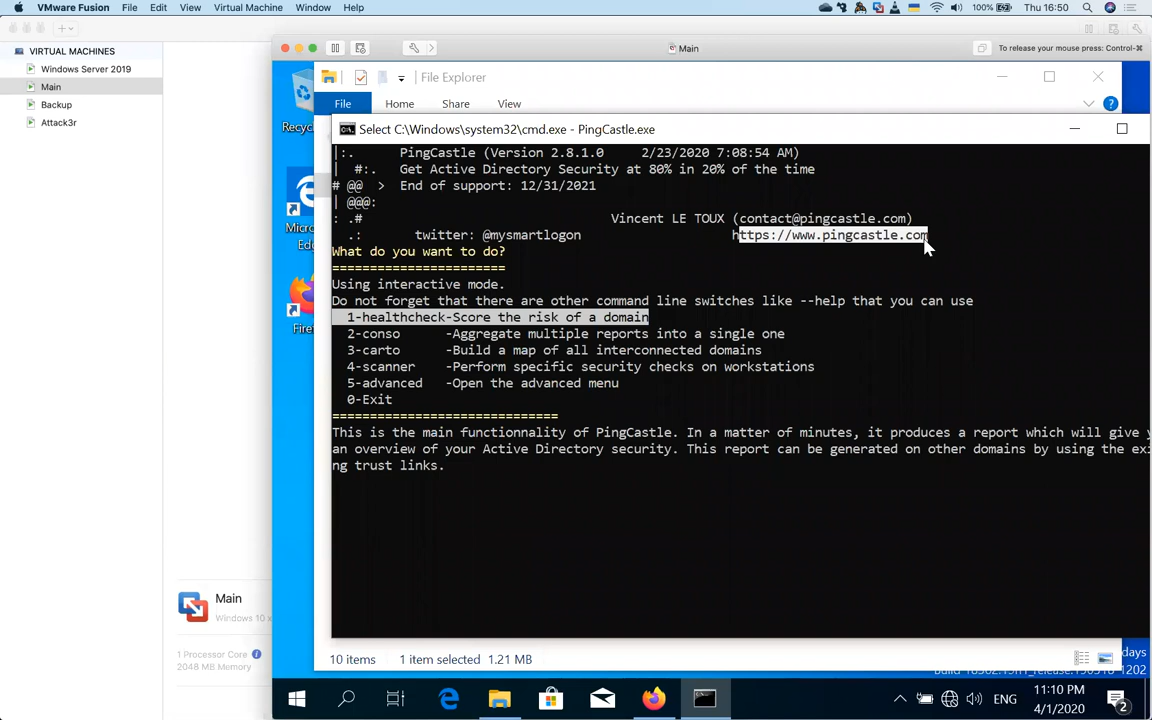 VMware Fusion File Edit View Virtual Machine Window Help 100% Thu 16:50
VIRTUAL MACHINES
Windows Server 2019
Main
Backup
Attack3r
Main
To release your mouse press: Control-⌘
File Explorer
File Home Share View
Recyc
Micro
Ed
Firef
Select C:\Windows\system32\cmd.exe - PingCastle.exe
|:. PingCastle (Version 2.8.1.0 2/23/2020 7:08:54 AM)
| #:. Get Active Directory Security at 80% in 20% of the time
# @@ > End of support: 12/31/2021
| @@@:
: .# Vincent LE TOUX (contact@pingcastle.com)
.: twitter: @mysmartlogon https://www.pingcastle.com
What do you want to do?
=======================
Using interactive mode.
Do not forget that there are other command line switches like --help that you can use
1-healthcheck-Score the risk of a domain
2-conso -Aggregate multiple reports into a single one
3-carto -Build a map of all interconnected domains
4-scanner -Perform specific security checks on workstations
5-advanced -Open the advanced menu
0-Exit
==============================
This is the main functionnality of PingCastle. In a matter of minutes, it produces a report which will give y
an overview of your Active Directory security. This report can be generated on other domains by using the exi
ng trust links.
Main
Windows 10 x
1 Processor Core
2048 MB Memory
10 items 1 item selected 1.21 MB
days
1202
ENG
11:10 PM
4/1/2020
2